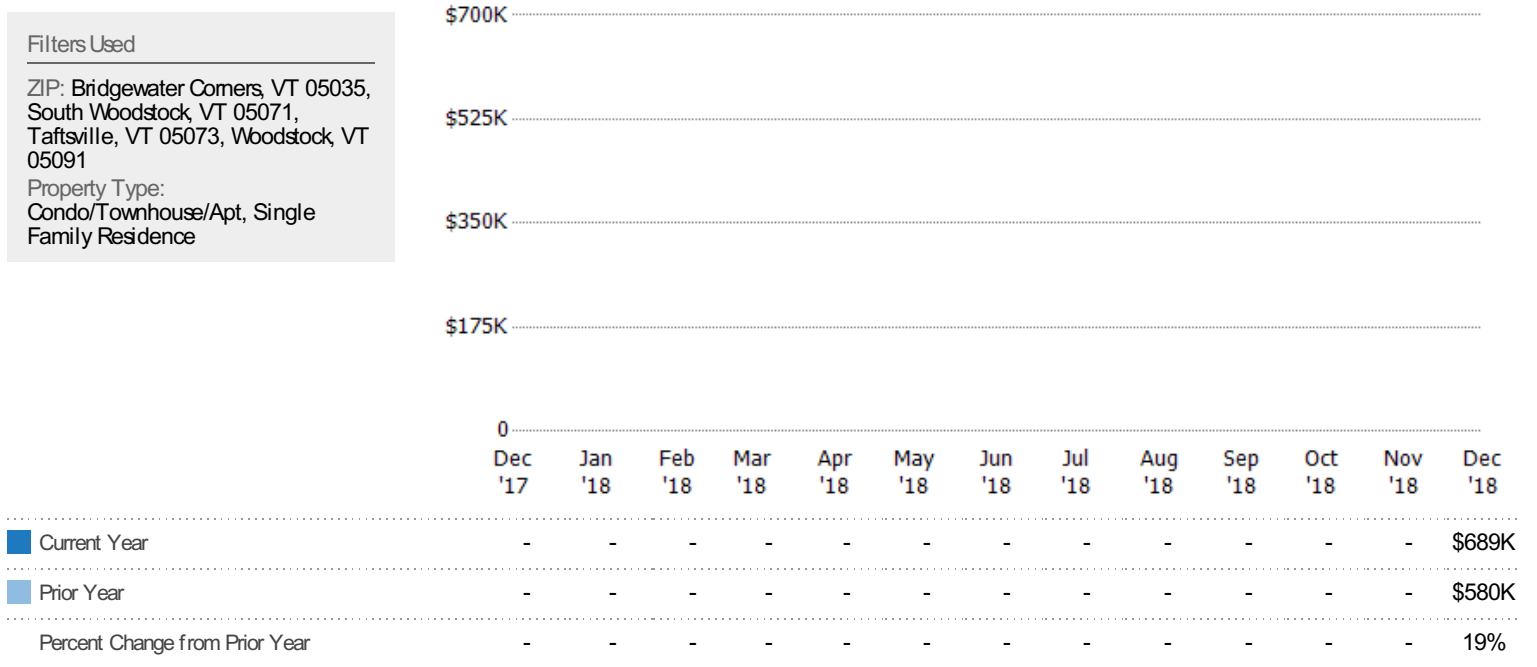 Filters Used
ZIP: Bridgewater Corners, VT 05035,
South Woodstock, VT 05071,
Taftsville, VT 05073, Woodstock, VT
05091
Property Type:
Condo/Townhouse/Apt, Single
Family Residence
$700K
$525K
$350K
$175K
0
Dec Jan Feb Mar Apr May Jun Jul Aug Sep Oct Nov Dec
'17 '18 '18 '18 '18 '18 '18 '18 '18 '18 '18 '18 '18
Current Year - - - - - - - - - - - - $689K
Prior Year - - - - - - - - - - - - $580K
Percent Change from Prior Year - - - - - - - - - - - - 19%